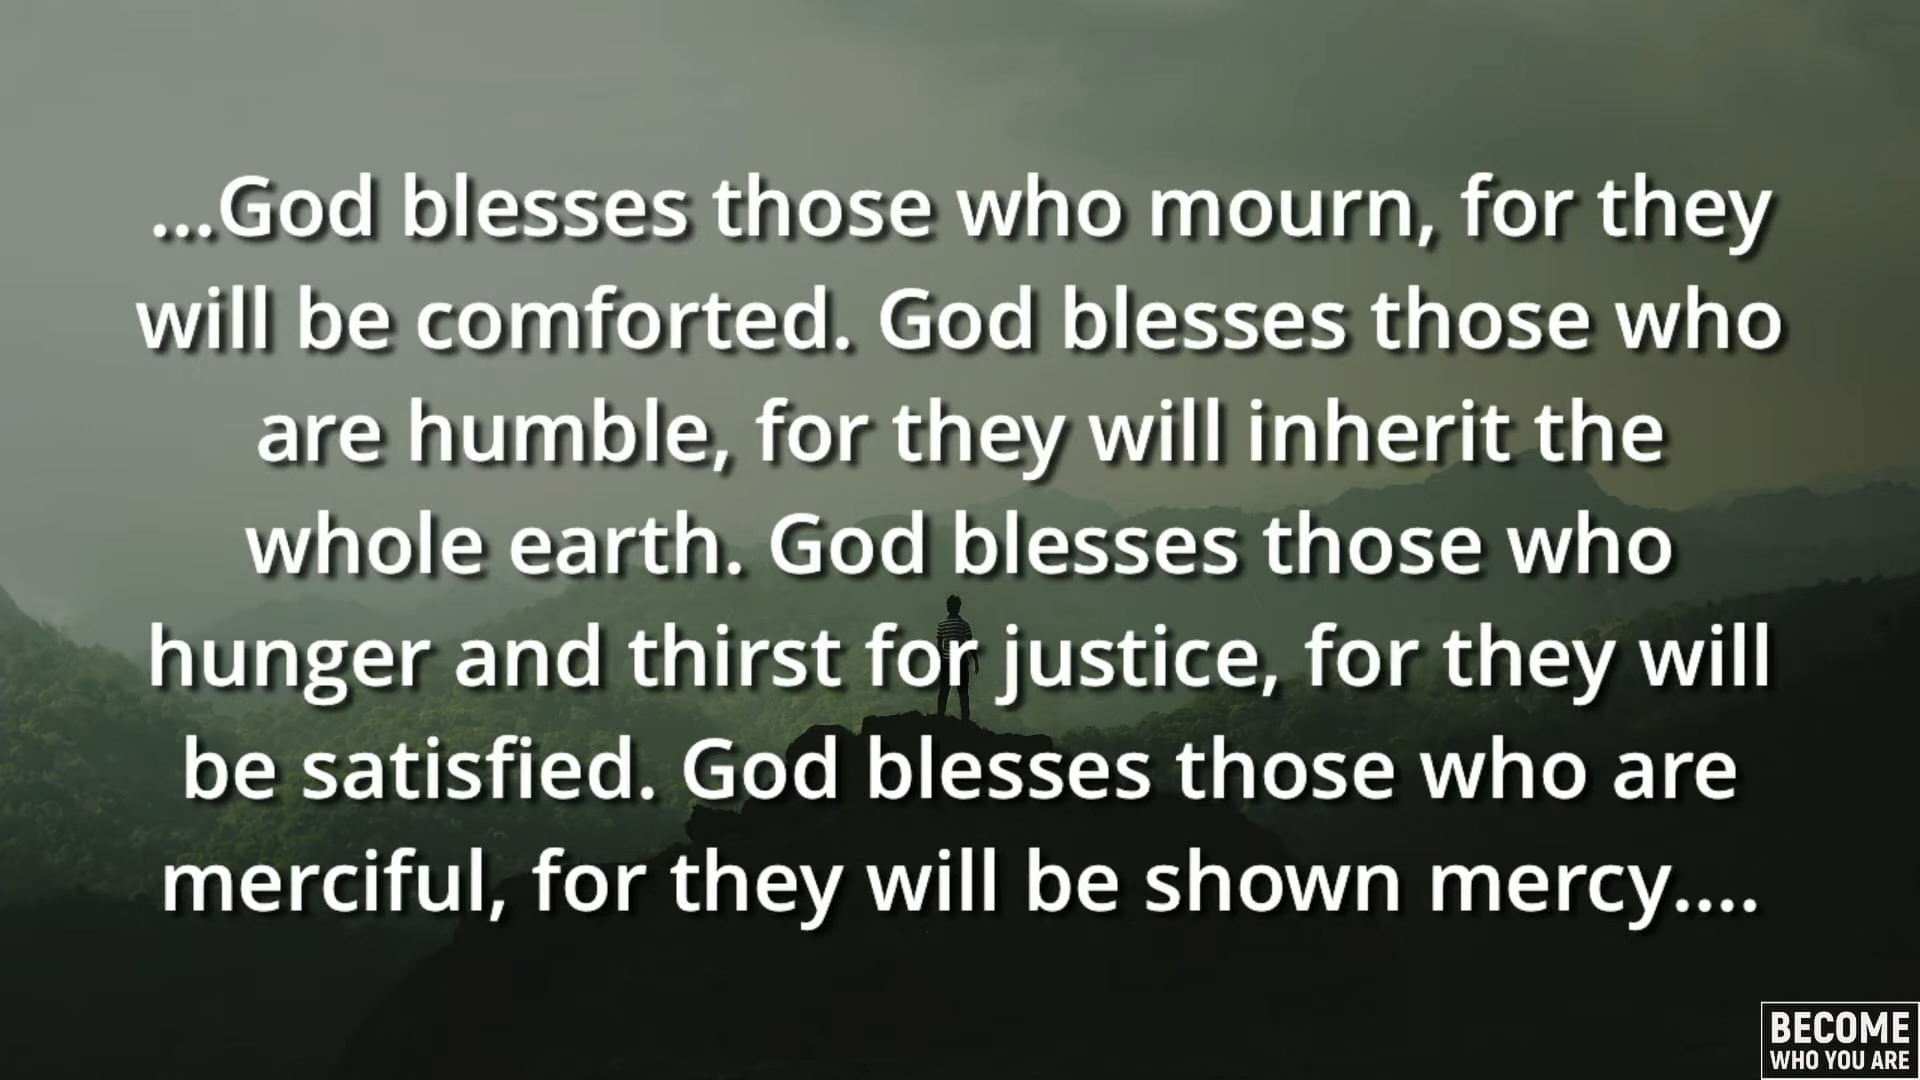 ...God blesses those who mourn, for they
will be comforted. God blesses those who
are humble, for they will inherit the
whole earth. God blesses those who
hunger and thirst for justice, for they will
be satisfied. God blesses those who are
merciful, for they will be shown mercy....
BECOME
WHO YOU ARE